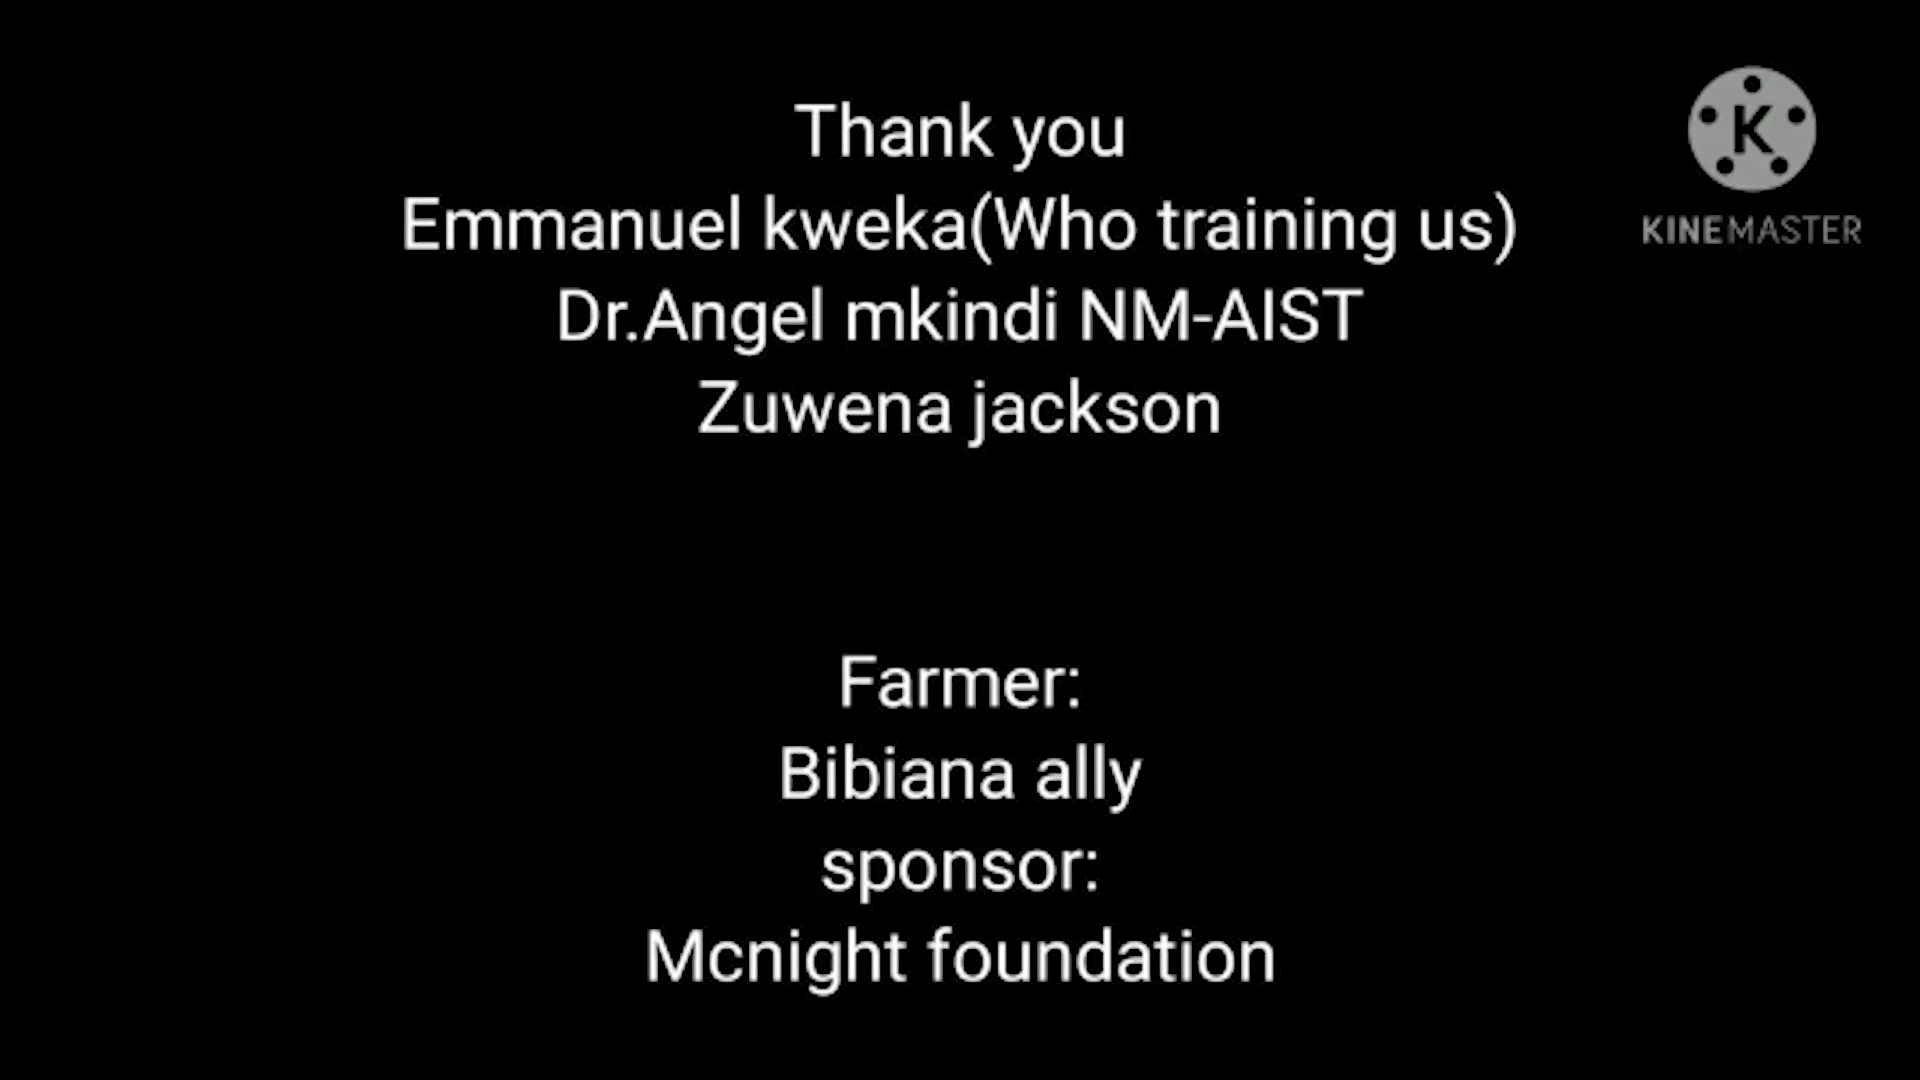 Thank you
Emmanuel kweka(Who training us)
Dr.Angel mkindi NM-AIST
Zuwena jackson
Farmer:
Bibiana ally
sponsor:
Mcnight foundation
K
KINEMASTER